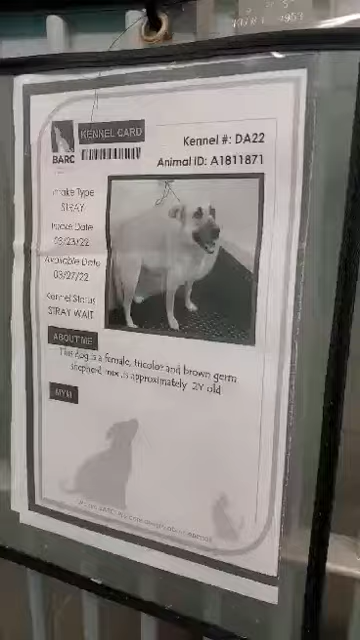 KENNEL CARD
Kennel #: DA22
BARC
Animal ID: A1811871
Intake Type
STRAY
Intake Date
03/23/22
Available Date
03/27/22
Kennel Status
STRAY WAIT
ABOUT ME
This dog is a female, tricolor and brown germ
shepherd mix is approximately 2Y old